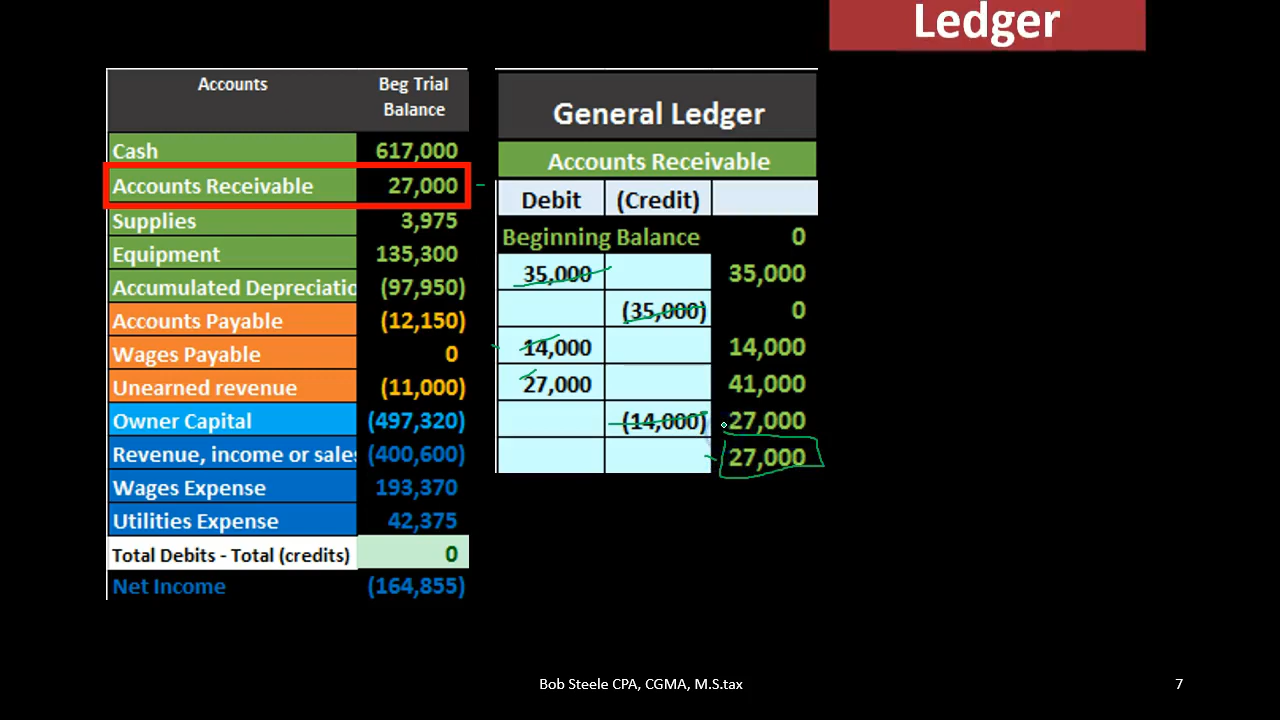 Ledger
Accounts Beg Trial Balance
Cash 617,000
Accounts Receivable 27,000
Supplies 3,975
Equipment 135,300
Accumulated Depreciatio (97,950)
Accounts Payable (12,150)
Wages Payable 0
Unearned revenue (11,000)
Owner Capital (497,320)
Revenue, income or sales (400,600)
Wages Expense 193,370
Utilities Expense 42,375
Total Debits - Total (credits) 0
Net Income (164,855)
General Ledger
Accounts Receivable
Debit (Credit)
Beginning Balance 0
35,000 35,000
(35,000) 0
14,000 14,000
27,000 41,000
(14,000) 27,000
27,000
Bob Steele CPA, CGMA, M.S.tax 7